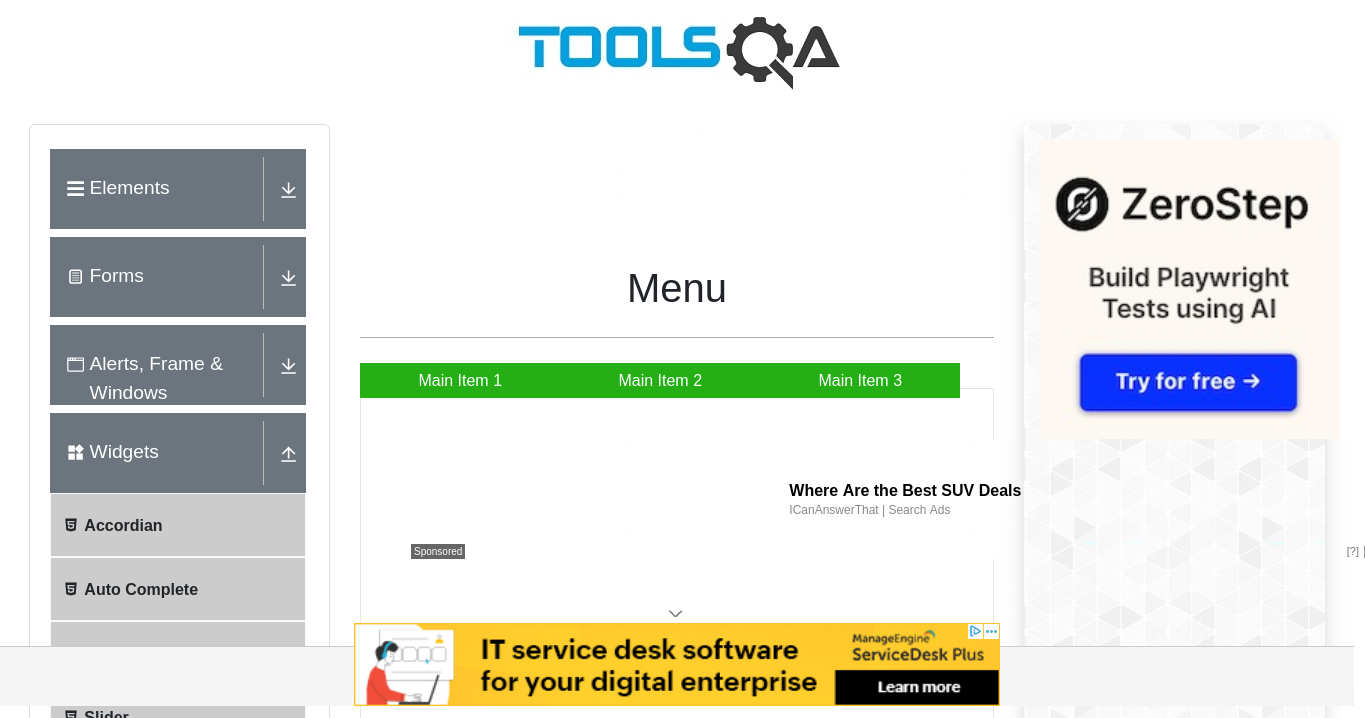 TOOLSQA
Elements
Forms
Alerts, Frame &
Windows
Widgets
Accordian
Auto Complete
Slider
Menu
Main Item 1
Main Item 2
Main Item 3
Where Are the Best SUV Deals
ICanAnswerThat | Search Ads
Sponsored
[?] |
ZeroStep
Build Playwright
Tests using AI
Try for free →
IT service desk software
for your digital enterprise
ManageEngine
ServiceDesk Plus
Learn more